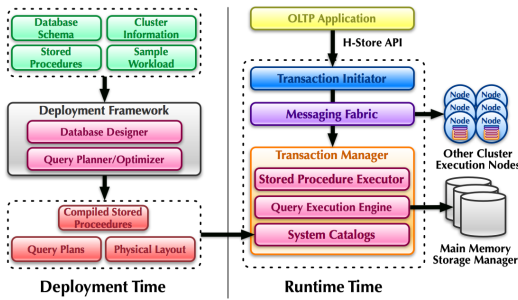 Database
Schema
Cluster
Information
Stored
Procedures
Sample
Workload
Deployment Framework
Database Designer
Query Planner/Optimizer
Compiled Stored
Proceedures
Query Plans
Physical Layout
Deployment Time
OLTP Application
H-Store API
Transaction Initiator
Messaging Fabric
Transaction Manager
Stored Procedure Executor
Query Execution Engine
System Catalogs
Node
Node
Node
Node
Node
Node
Other Cluster
Execution Nodes
Main Memory
Storage Manager
Runtime Time